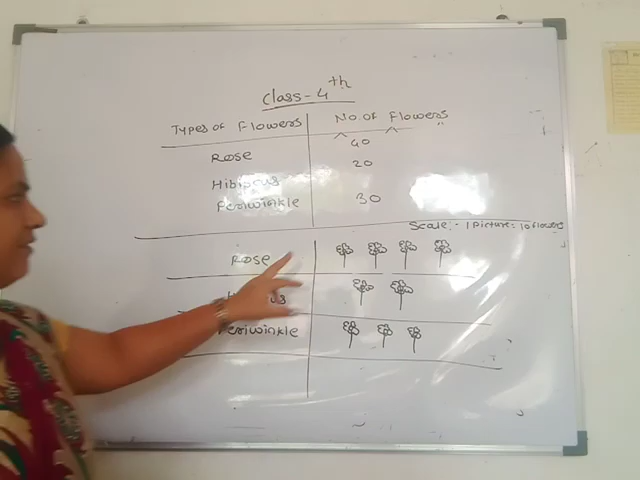 Class - 4th
Types of Flowers No. of Flowers
Rose 40
Hibiscus 20
Periwinkle 30
Scale :- 1 Picture = 10 flowers
Rose
Periwinkle